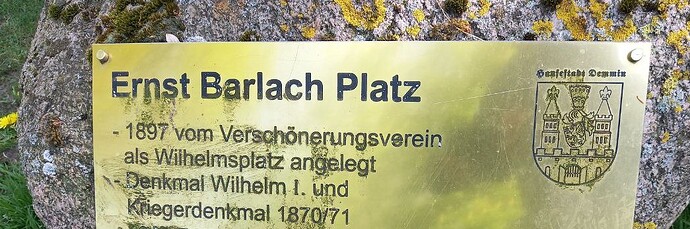 Ernst Barlach Platz
Hansestadt Demmin
- 1897 vom Verschönerungsverein
als Wilhelmsplatz angelegt
- Denkmal Wilhelm I. und
Kriegerdenkmal 1870/71